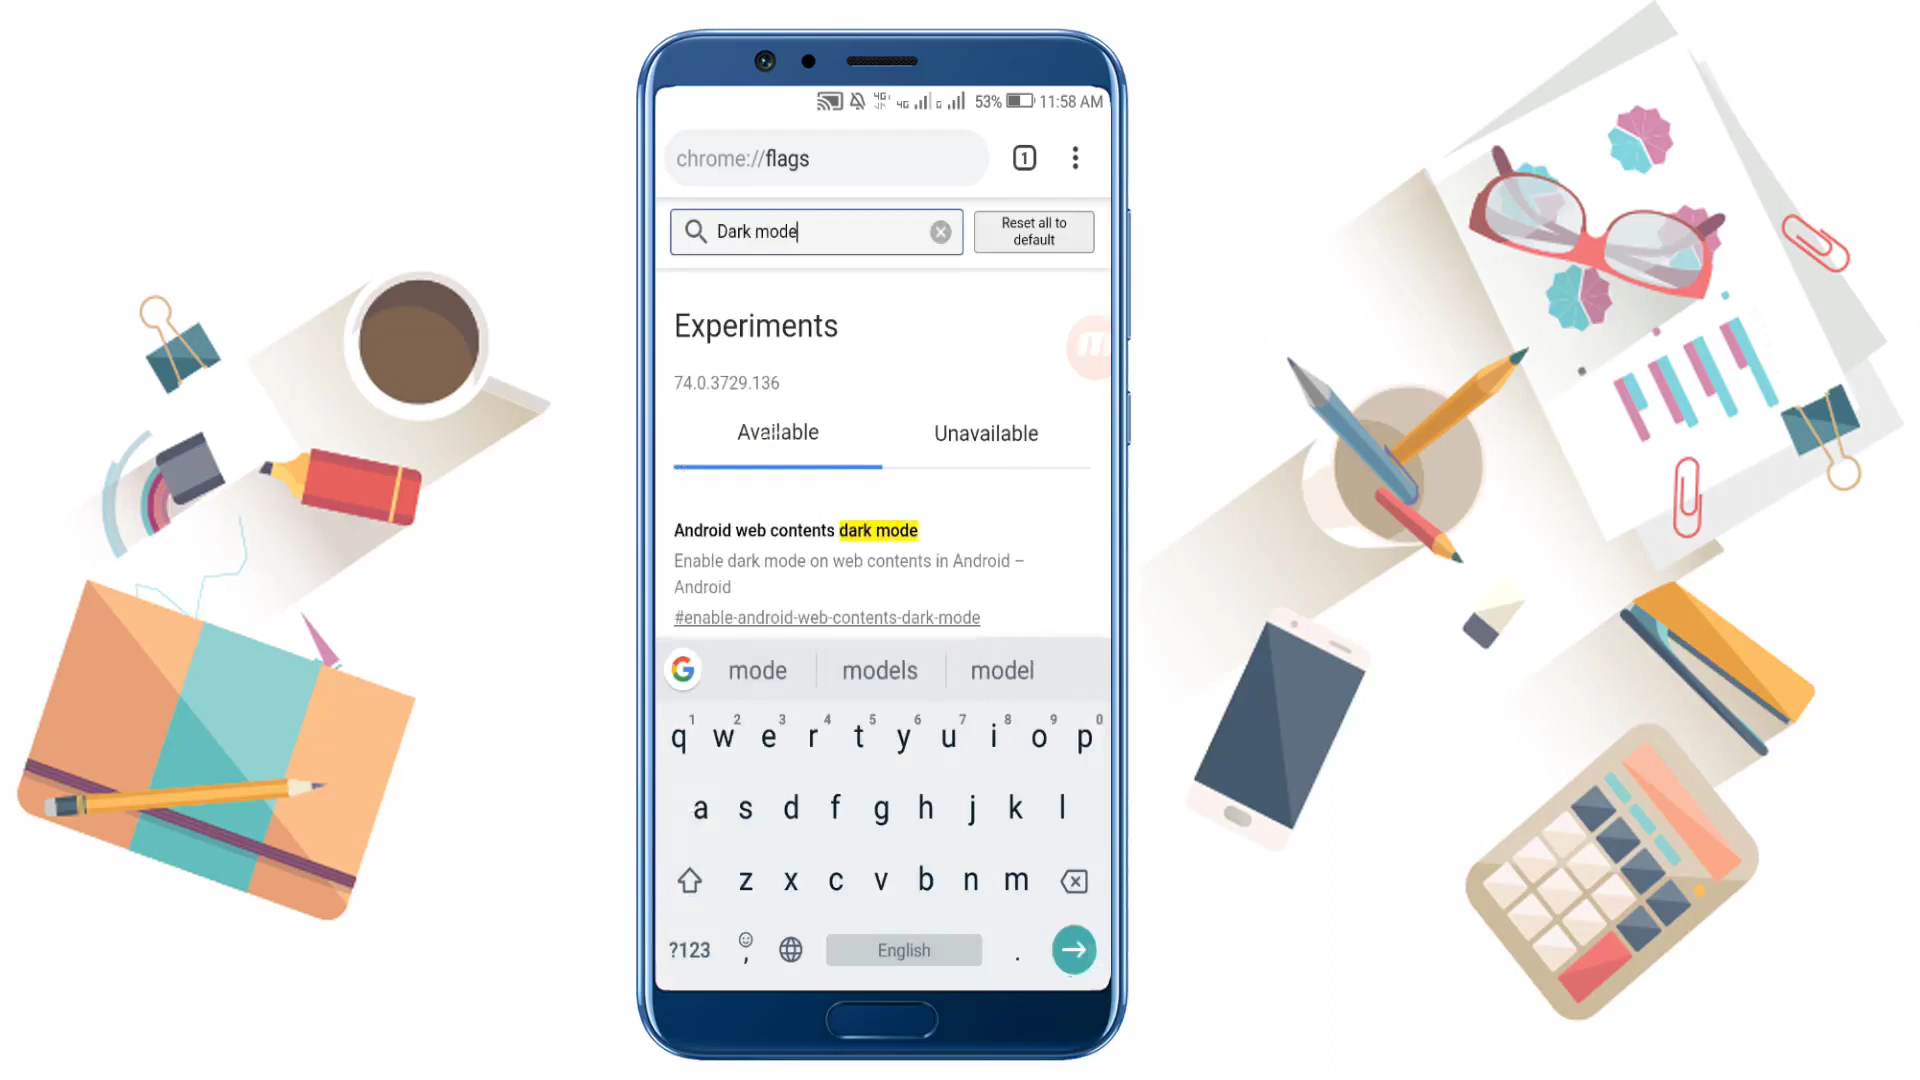 4G 4G G 53% 11:58 AM
chrome://flags
1
Dark mode
Reset all to
default
Experiments
74.0.3729.136
Available
Unavailable
Android web contents dark mode
Enable dark mode on web contents in Android –
Android
#enable-android-web-contents-dark-mode
G mode models model
1 2 3 4 5 6 7 8 9 0
q w e r t y u i o p
a s d f g h j k l
z x c v b n m
?123 , English .